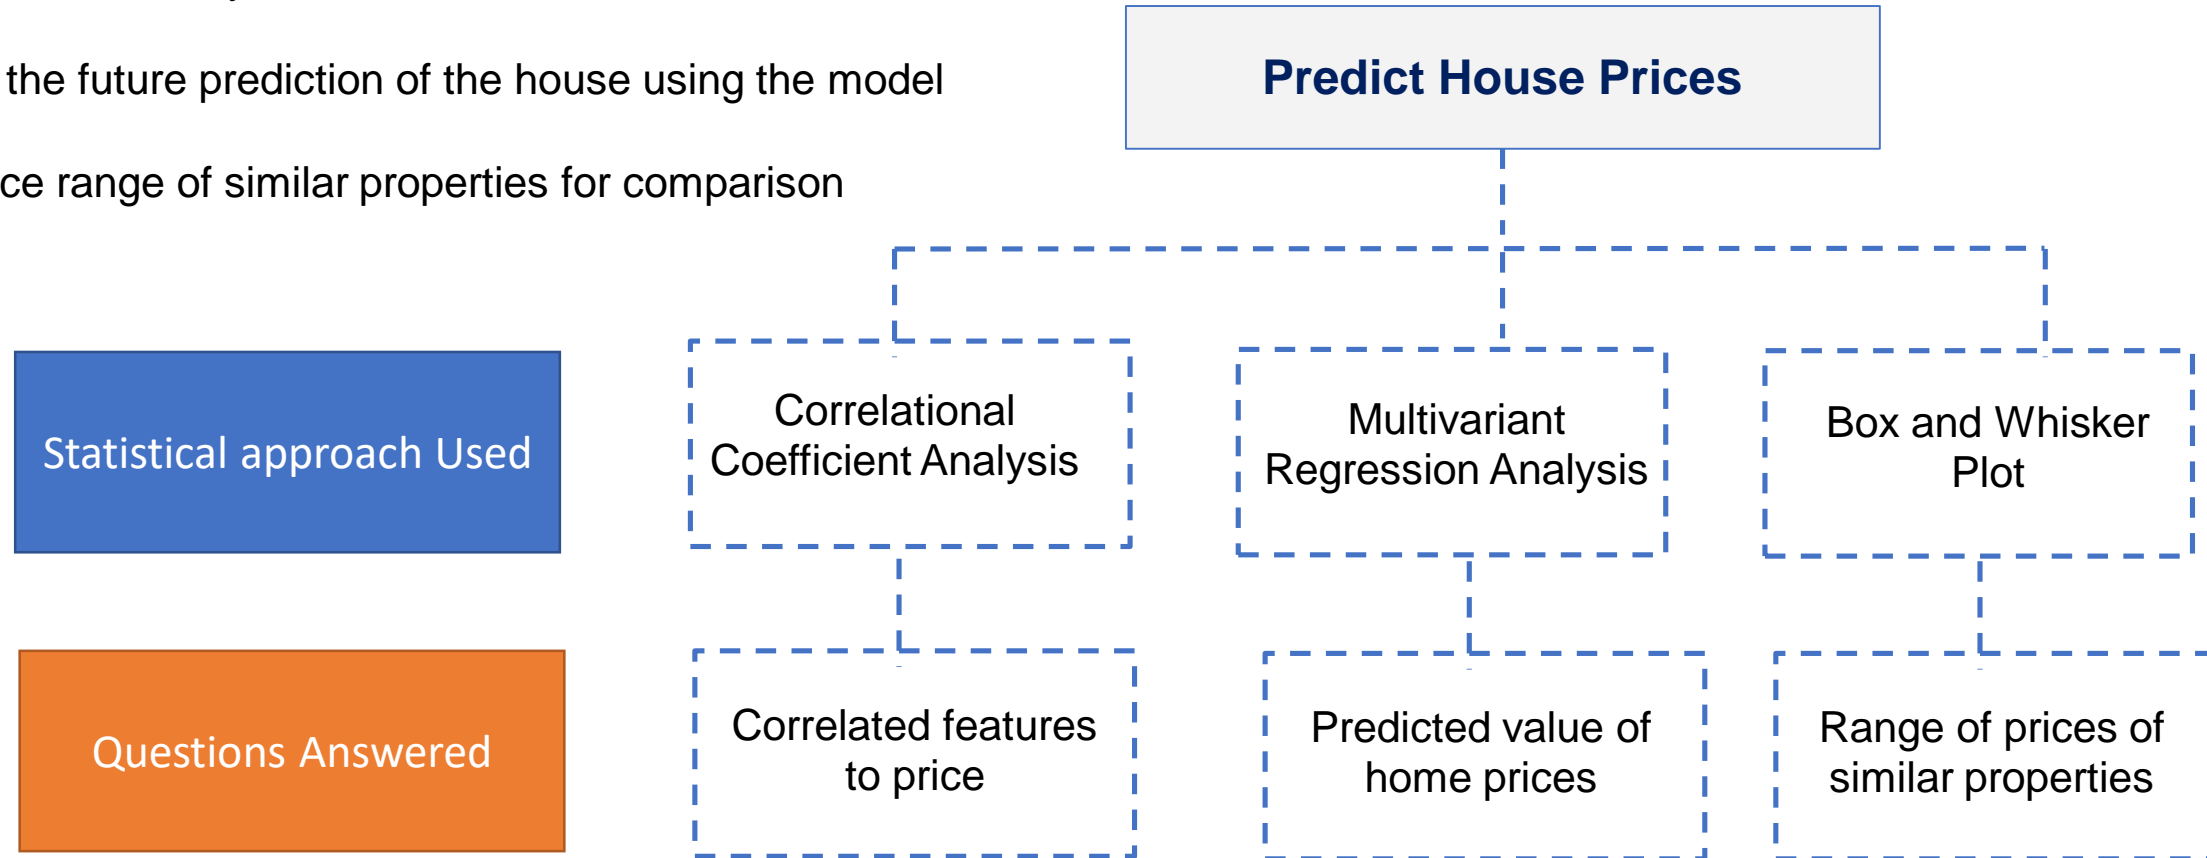 the future prediction of the house using the model
ce range of similar properties for comparison
Predict House Prices
Statistical approach Used
Correlational
Coefficient Analysis
Multivariant
Regression Analysis
Box and Whisker
Plot
Questions Answered
Correlated features
to price
Predicted value of
home prices
Range of prices of
similar properties